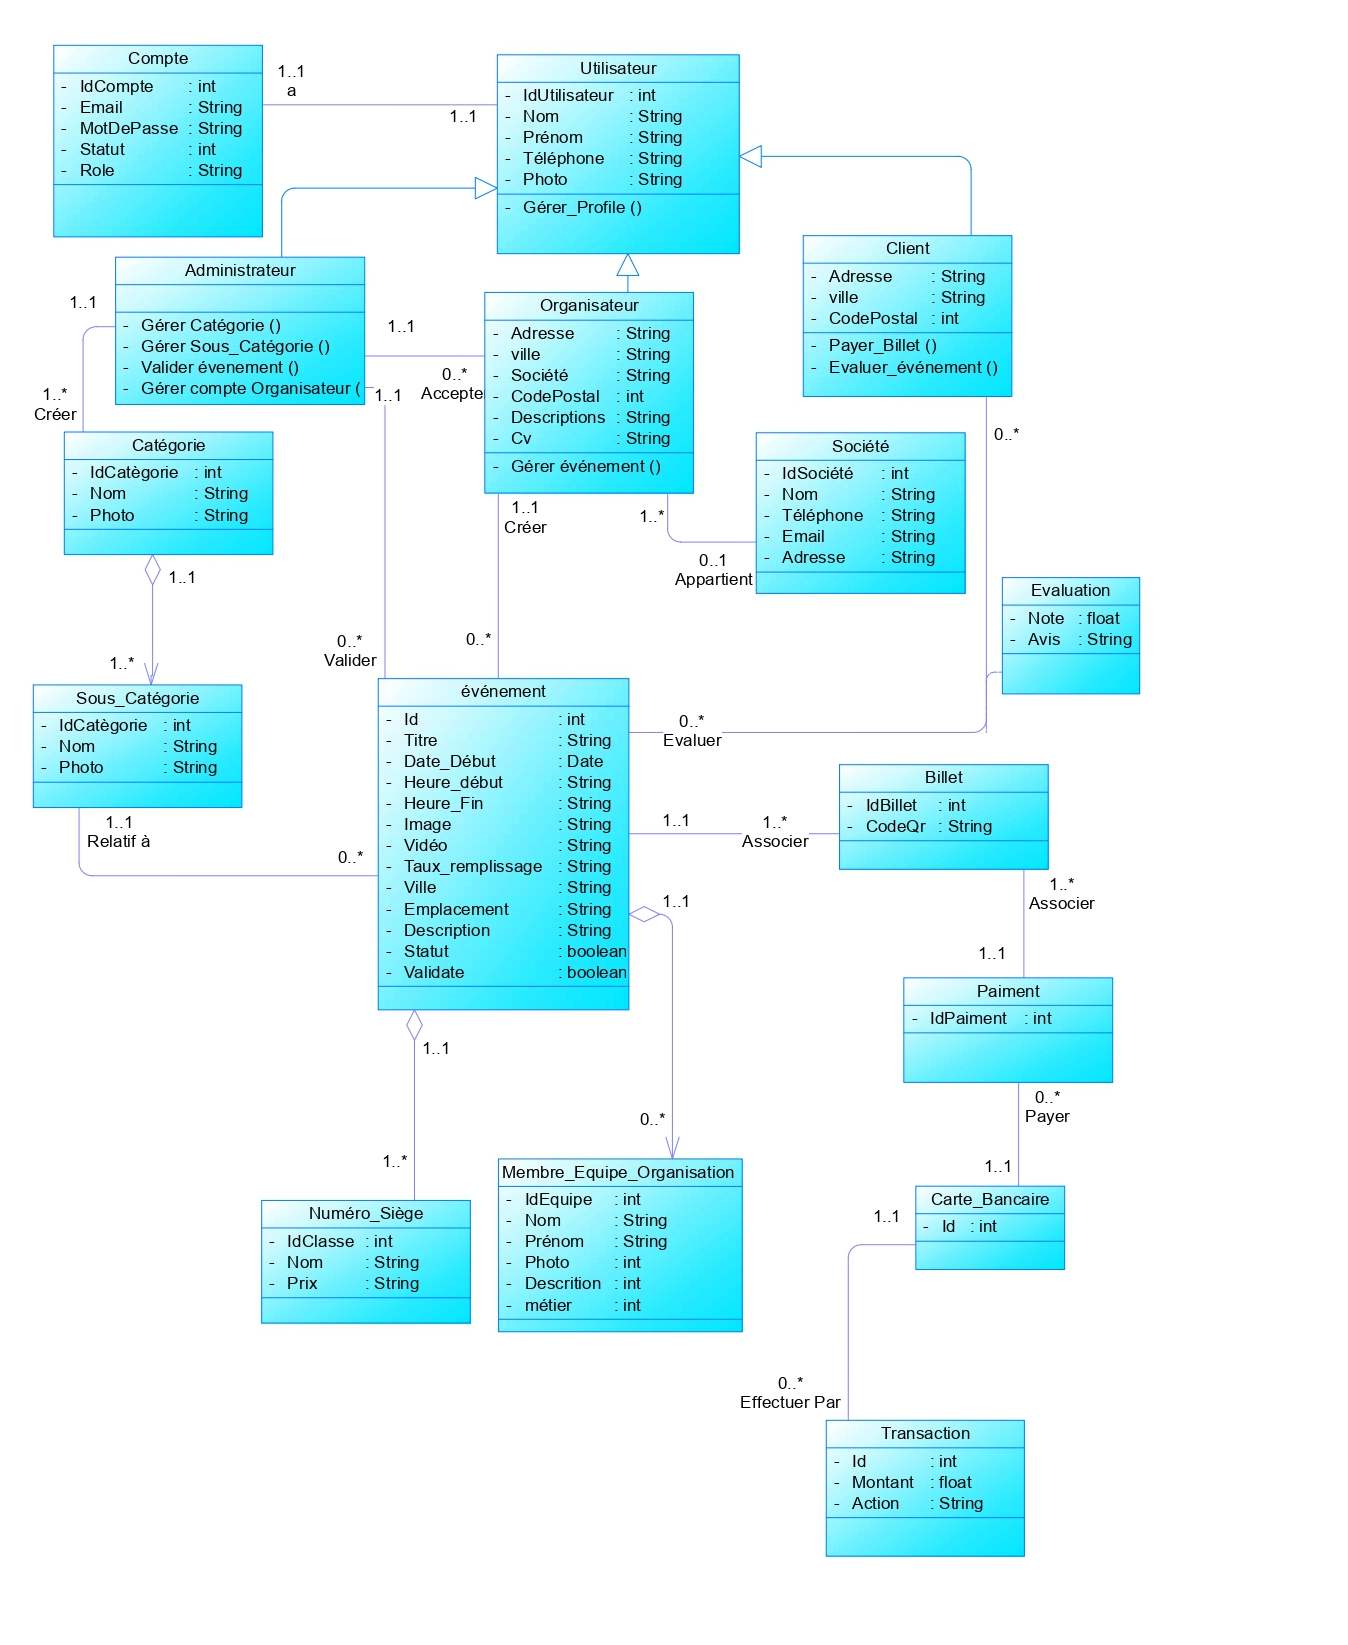 Compte
- IdCompte : int
- Email : String
- MotDePasse : String
- Statut : int
- Role : String
1..1
a
1..1
Utilisateur
- IdUtilisateur : int
- Nom : String
- Prénom : String
- Téléphone : String
- Photo : String
- Gérer_Profile ()
Administrateur
- Gérer Catégorie ()
- Gérer Sous_Catégorie ()
- Valider évenement ()
- Gérer compte Organisateur (
1..1
1..*
Créer
1..1
0..*
Accepte
1..1
Organisateur
- Adresse : String
- ville : String
- Société : String
- CodePostal : int
- Descriptions : String
- Cv : String
- Gérer événement ()
Client
- Adresse : String
- ville : String
- CodePostal : int
- Payer_Billet ()
- Evaluer_événement ()
0..*
Catégorie
- IdCatègorie : int
- Nom : String
- Photo : String
1..1
1..*
Société
- IdSociété : int
- Nom : String
- Téléphone : String
- Email : String
- Adresse : String
1..1
Créer
1..*
0..1
Appartient
Evaluation
- Note : float
- Avis : String
0..*
Valider
0..*
Sous_Catégorie
- IdCatègorie : int
- Nom : String
- Photo : String
1..1
Relatif à
0..*
événement
- Id : int
- Titre : String
- Date_Début : Date
- Heure_début : String
- Heure_Fin : String
- Image : String
- Vidéo : String
- Taux_remplissage : String
- Ville : String
- Emplacement : String
- Description : String
- Statut : boolean
- Validate : boolean
0..*
Evaluer
1..1
1..*
Associer
Billet
- IdBillet : int
- CodeQr : String
1..*
Associer
1..1
1..1
Paiment
- IdPaiment : int
0..*
Payer
1..1
1..1
1..*
0..*
Numéro_Siège
- IdClasse : int
- Nom : String
- Prix : String
Membre_Equipe_Organisation
- IdEquipe : int
- Nom : String
- Prénom : String
- Photo : int
- Descrition : int
- métier : int
Carte_Bancaire
- Id : int
1..1
0..*
Effectuer Par
Transaction
- Id : int
- Montant : float
- Action : String